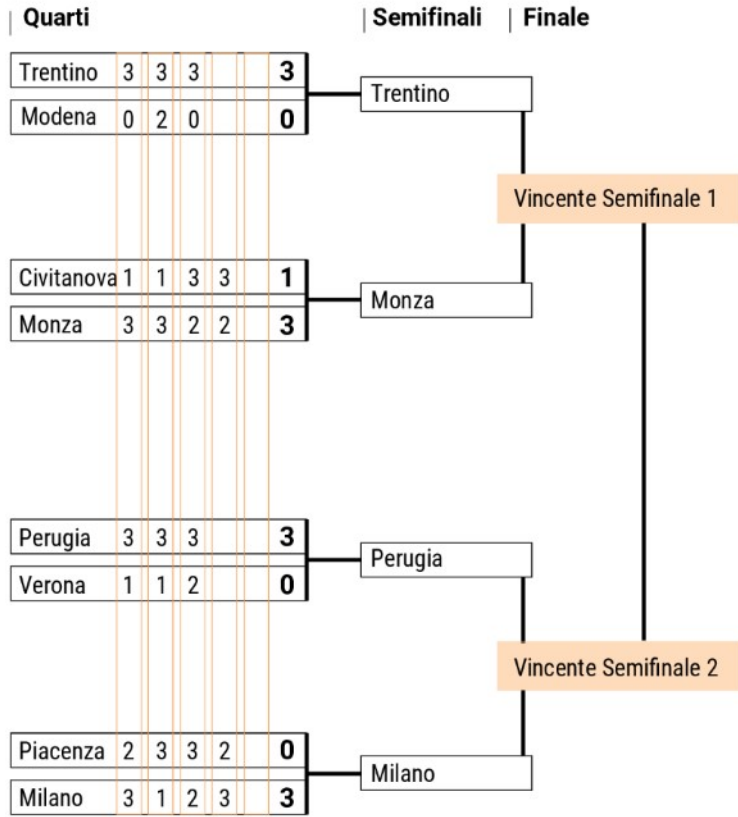 Quarti | Semifinali | Finale
Trentino 3 3 3 3
Modena 0 2 0 0
Trentino
Vincente Semifinale 1
Civitanova 1 1 3 3 1
Monza 3 3 2 2 3
Monza
Perugia 3 3 3 3
Verona 1 1 2 0
Perugia
Vincente Semifinale 2
Piacenza 2 3 3 2 0
Milano 3 1 2 3 3
Milano